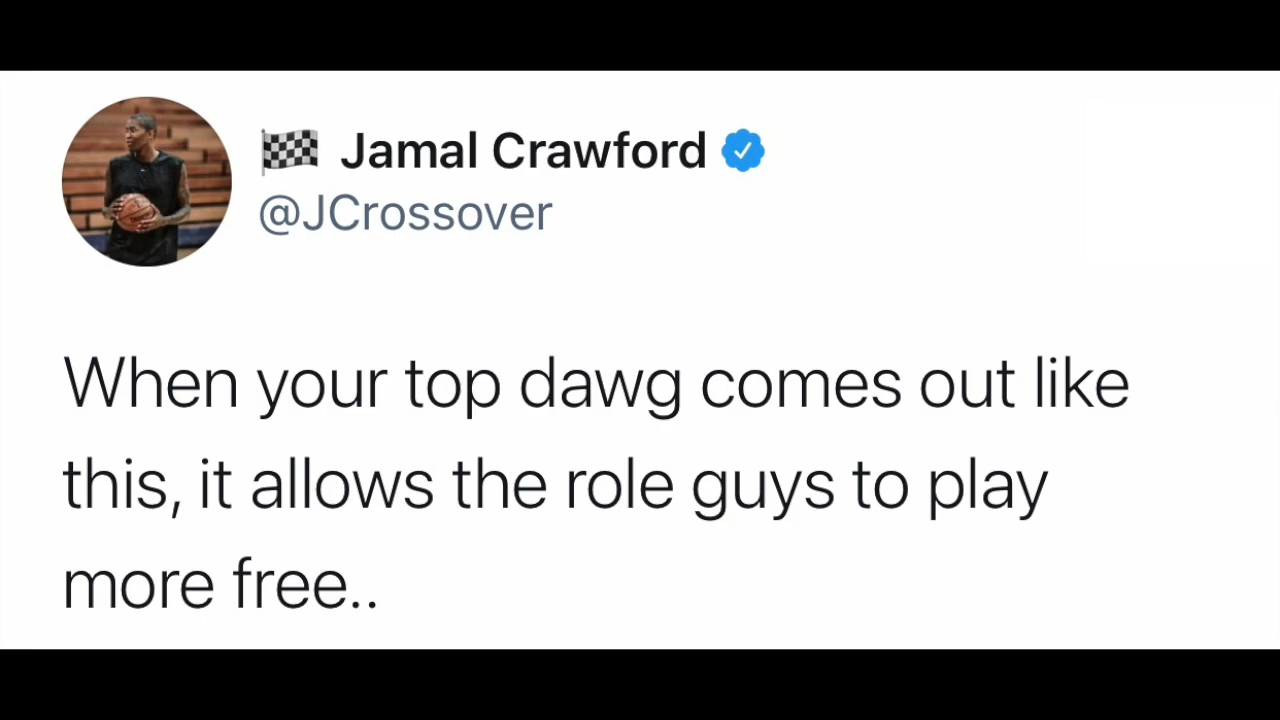 🏁 Jamal Crawford
@JCrossover
When your top dawg comes out like
this, it allows the role guys to play
more free..